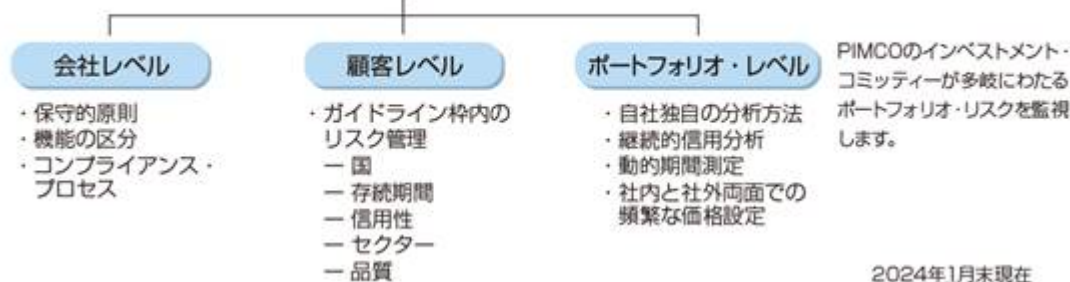 会社レベル
・保守的原則
・機能の区分
・コンプライアンス・
プロセス
顧客レベル
・ガイドライン枠内の
リスク管理
ー 国
ー 存続期間
ー 信用性
ー セクター
ー 品質
ポートフォリオ・レベル
・自社独自の分析方法
・継続的信用分析
・動的期間測定
・社内と社外両面での
頻繁な価格設定
PIMCOのインベストメント・
コミッティーが多岐にわたる
ポートフォリオ・リスクを監視
します。
2024年1月末現在